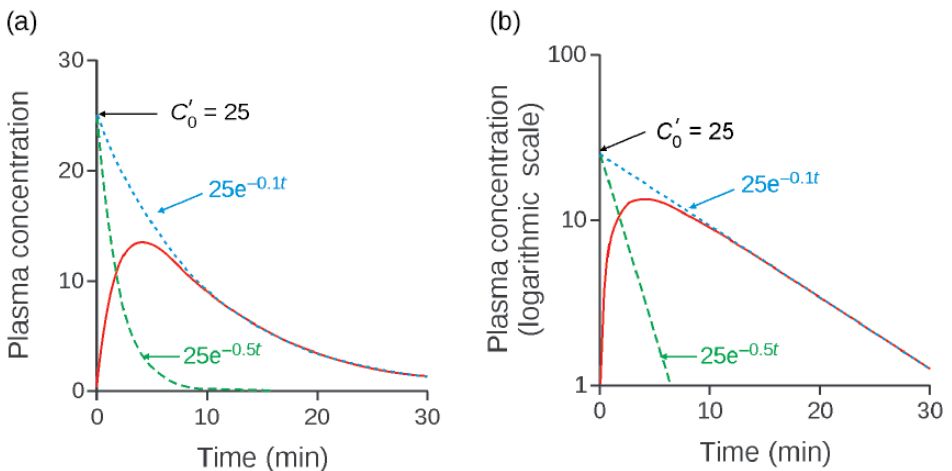 (a)
30
20
10
0
Plasma concentration
C′₀ = 25
25e⁻⁰·¹ᵗ
25e⁻⁰·⁵ᵗ
0
10
20
30
Time (min)
(b)
100
10
1
Plasma concentration
(logarithmic scale)
C′₀ = 25
25e⁻⁰·¹ᵗ
25e⁻⁰·⁵ᵗ
0
10
20
30
Time (min)